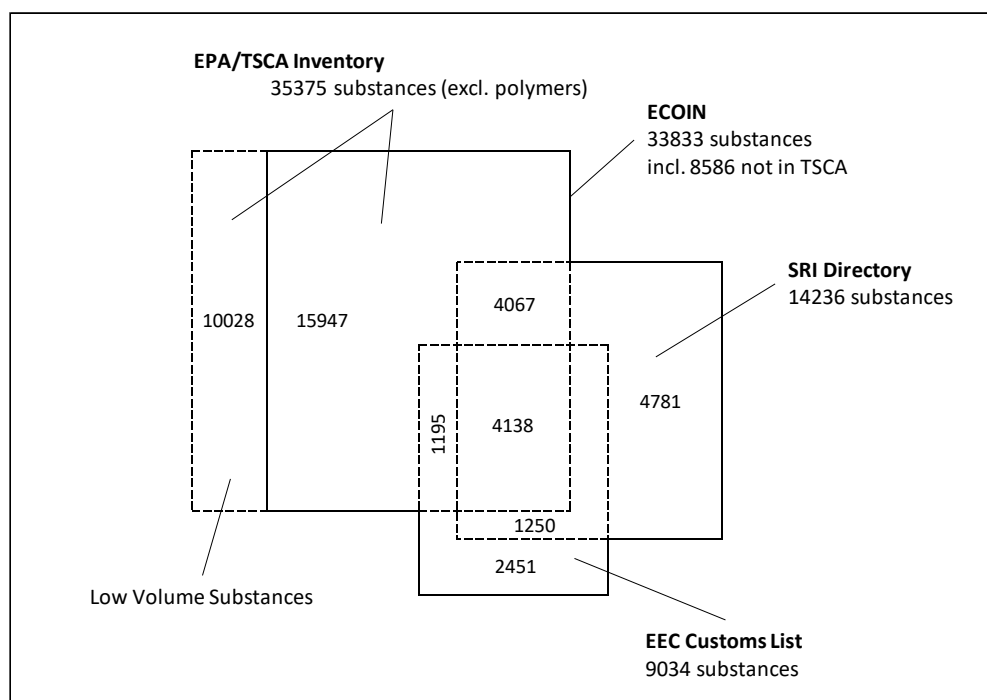 EPA/TSCA Inventory
35375 substances (excl. polymers)
ECOIN
33833 substances
incl. 8586 not in TSCA
SRI Directory
14236 substances
4067
10028
15947
4781
1195
4138
1250
2451
Low Volume Substances
EEC Customs List
9034 substances